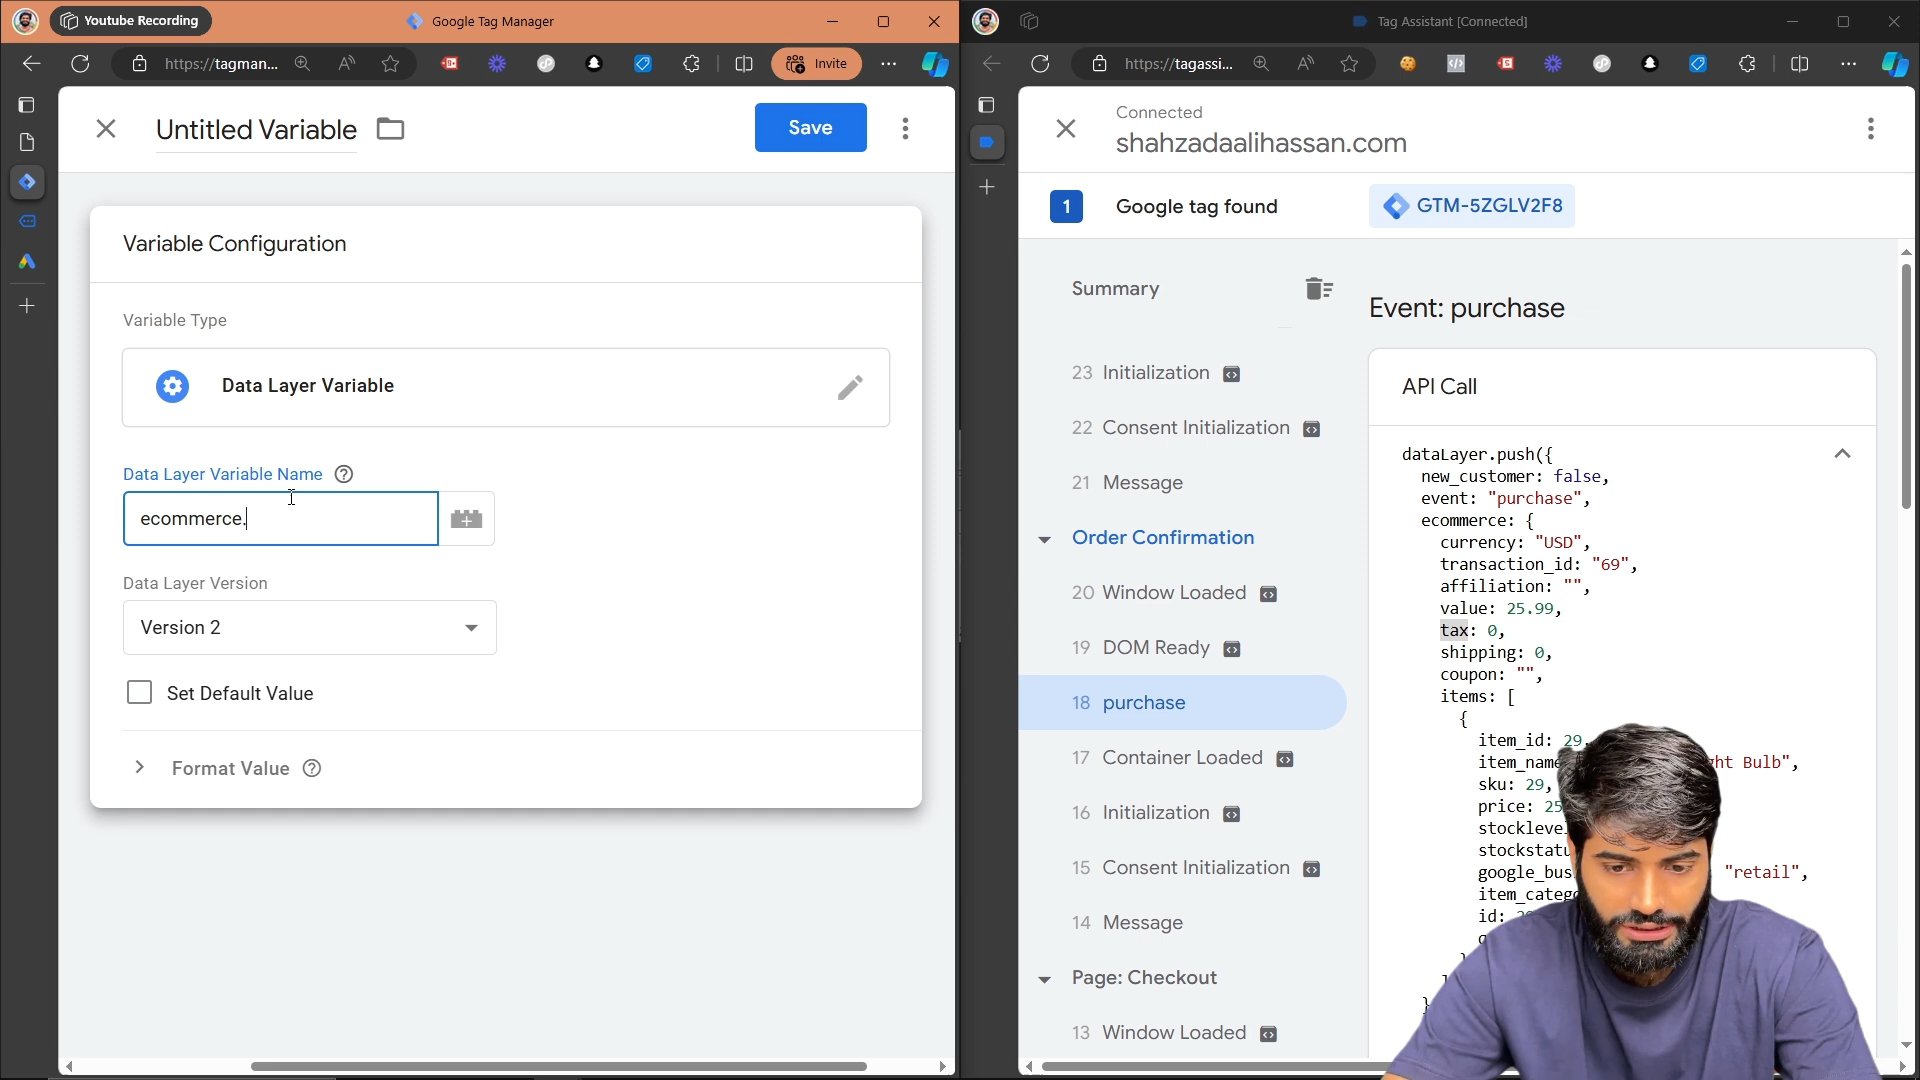 Youtube Recording
Google Tag Manager
https://tagman...
Invite
Untitled Variable
Save
Variable Configuration
Variable Type
Data Layer Variable
Data Layer Variable Name
ecommerce.
Data Layer Version
Version 2
Set Default Value
Format Value
Tag Assistant [Connected]
https://tagassi...
Connected
shahzadaalihassan.com
1
Google tag found
GTM-5ZGLV2F8
Summary
23 Initialization
22 Consent Initialization
21 Message
Order Confirmation
20 Window Loaded
19 DOM Ready
18 purchase
17 Container Loaded
16 Initialization
15 Consent Initialization
14 Message
Page: Checkout
13 Window Loaded
Event: purchase
API Call
dataLayer.push({
new_customer: false,
event: "purchase",
ecommerce: {
currency: "USD",
transaction_id: "69",
affiliation: "",
value: 25.99,
tax: 0,
shipping: 0,
coupon: "",
items: [
{
item_id: 29
Bulb",
sku: 29,
price:
"retail",
id: